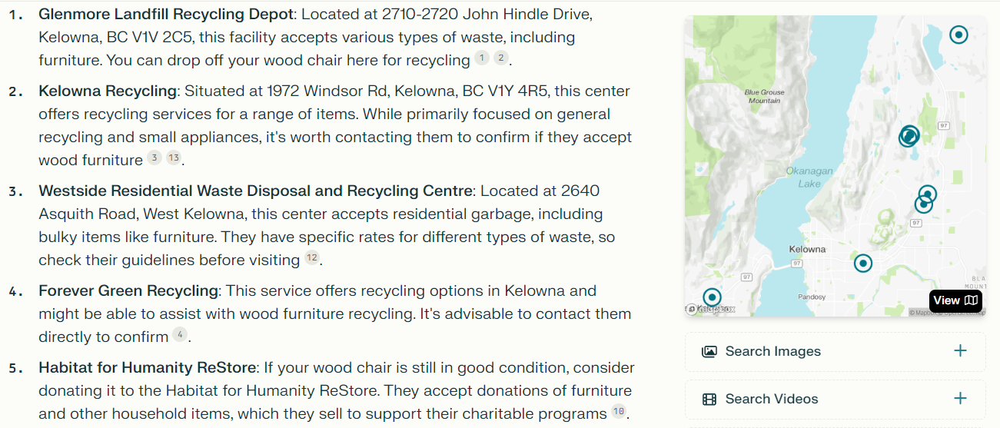 1. Glenmore Landfill Recycling Depot: Located at 2710-2720 John Hindle Drive,
Kelowna, BC V1V 2C5, this facility accepts various types of waste, including
furniture. You can drop off your wood chair here for recycling 1 2.
2. Kelowna Recycling: Situated at 1972 Windsor Rd, Kelowna, BC V1Y 4R5, this center
offers recycling services for a range of items. While primarily focused on general
recycling and small appliances, it's worth contacting them to confirm if they accept
wood furniture 3 13.
3. Westside Residential Waste Disposal and Recycling Centre: Located at 2640
Asquith Road, West Kelowna, this center accepts residential garbage, including
bulky items like furniture. They have specific rates for different types of waste, so
check their guidelines before visiting 12.
4. Forever Green Recycling: This service offers recycling options in Kelowna and
might be able to assist with wood furniture recycling. It's advisable to contact them
directly to confirm 4.
5. Habitat for Humanity ReStore: If your wood chair is still in good condition, consider
donating it to the Habitat for Humanity ReStore. They accept donations of furniture
and other household items, which they sell to support their charitable programs 10.
Blue Grouse
Mountain
97
Okanagan
Lake
97
Kelowna
97
97
BLA
MOUNT
Pandosy
View
© Mapbox
Search Images
Search Videos